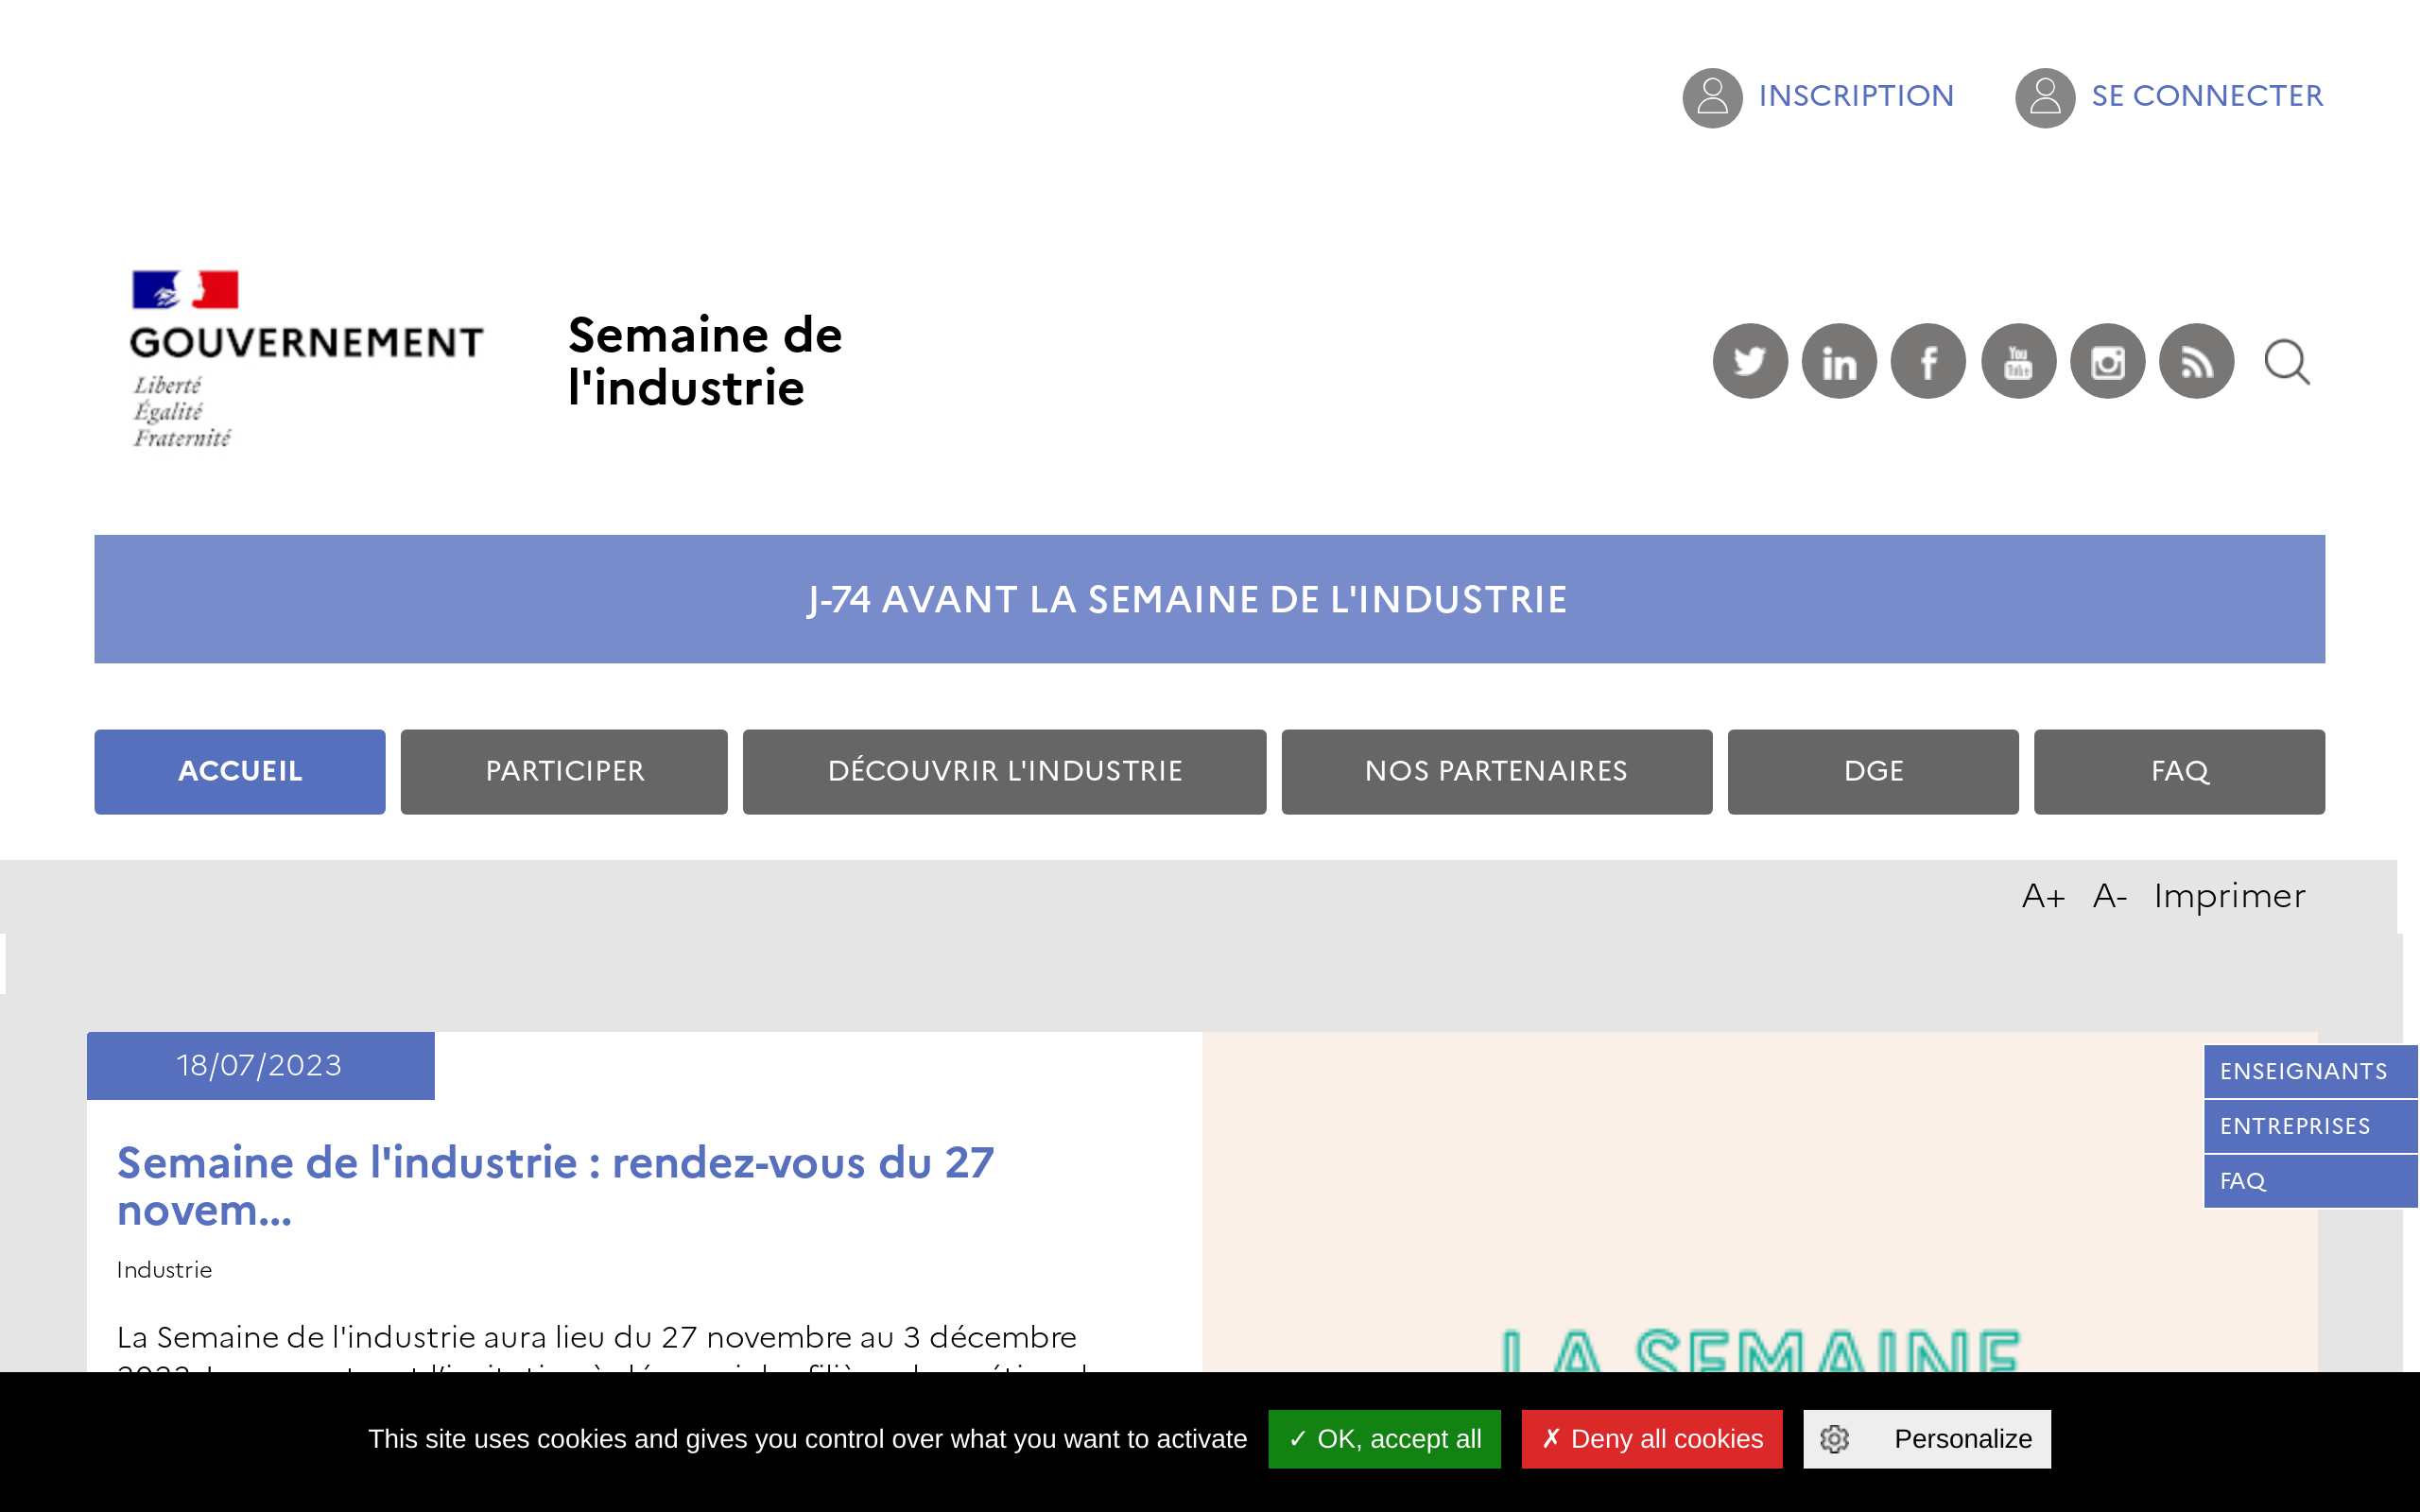 INSCRIPTION
SE CONNECTER
GOUVERNEMENT
Liberté
Égalité
Fraternité
Semaine de
l'industrie
J-74 AVANT LA SEMAINE DE L'INDUSTRIE
ACCUEIL
PARTICIPER
DÉCOUVRIR L'INDUSTRIE
NOS PARTENAIRES
DGE
FAQ
A+ A- Imprimer
18/07/2023
Semaine de l'industrie : rendez-vous du 27
novem...
Industrie
La Semaine de l'industrie aura lieu du 27 novembre au 3 décembre
LA SEMAINE
ENSEIGNANTS
ENTREPRISES
FAQ
This site uses cookies and gives you control over what you want to activate
✓ OK, accept all
✗ Deny all cookies
Personalize